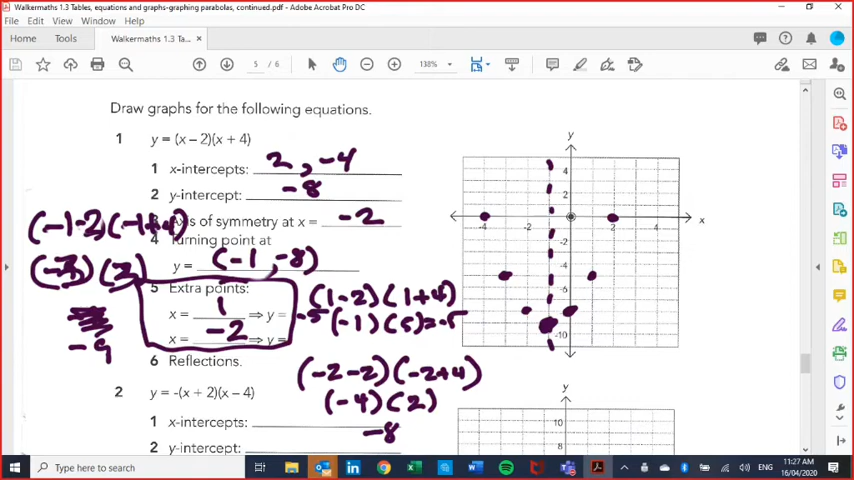 Walkermaths 1.3 Tables, equations and graphs-graphing parabolas, continued.pdf - Adobe Acrobat Pro DC
File Edit View Window Help
Home Tools Walkermaths 1.3 Ta... ×
5 / 6 138%
Draw graphs for the following equations.
1 y = (x – 2)(x + 4)
1 x-intercepts: 2, -4
2 y-intercept: -8
Axis of symmetry at x = -2
(-1-2)(-1+4)
4 Turning point at
y = (-1, -8)
(-3)(3)
-9
5 Extra points:
x = 1 ⇒ y = -5
(1-2)(1+4)
(-1)(5)=-5
x = -2 ⇒ y =
6 Reflections.
(-2-2)(-2+4)
(-4)(2)
-8
2 y = -(x + 2)(x – 4)
1 x-intercepts:
2 y-intercept:
y
4
2
-4 -2 2 4 x
-2
-4
-6
-8
-10
y
10
8
Type here to search
ENG
11:27 AM
16/04/2020